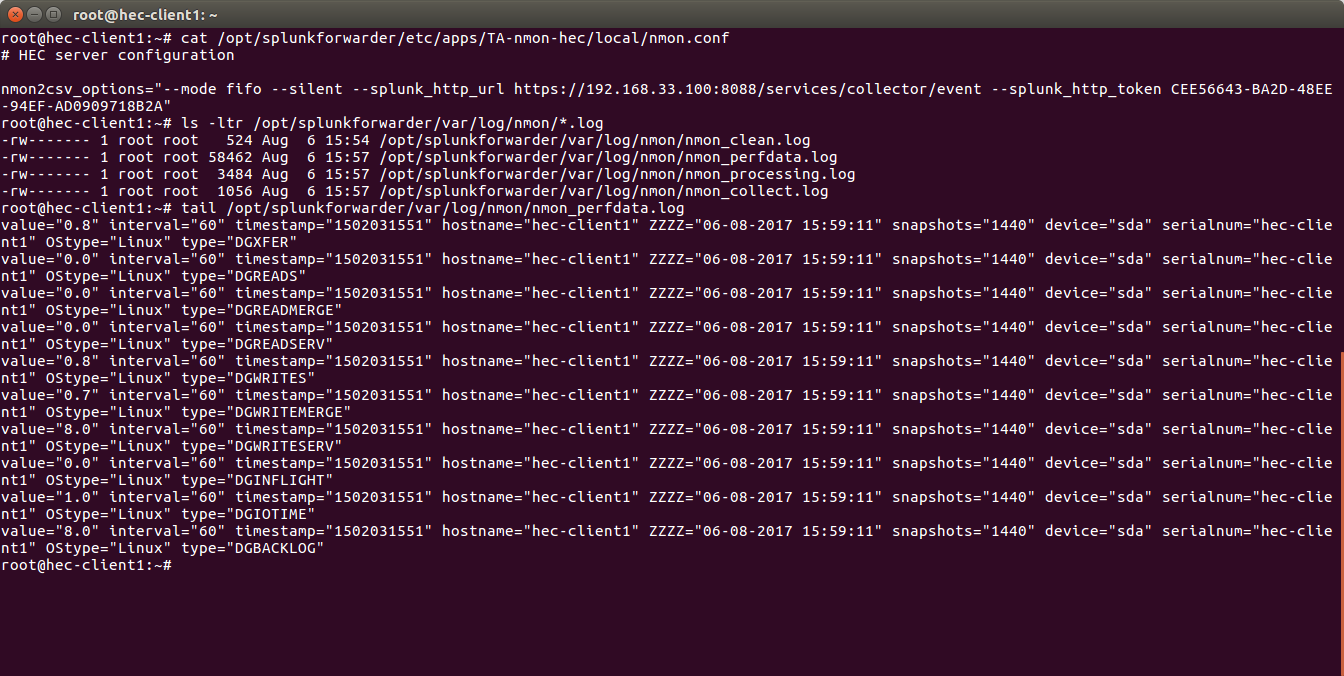 root@hec-client1: ~
root@hec-client1:~# cat /opt/splunkforwarder/etc/apps/TA-nmon-hec/local/nmon.conf
# HEC server configuration
nmon2csv_options="--mode fifo --silent --splunk_http_url https://192.168.33.100:8088/services/collector/event --splunk_http_token CEE56643-BA2D-48EE
-94EF-AD0909718B2A"
root@hec-client1:~# ls -ltr /opt/splunkforwarder/var/log/nmon/*.log
-rw------- 1 root root   524 Aug  6 15:54 /opt/splunkforwarder/var/log/nmon/nmon_clean.log
-rw------- 1 root root 58462 Aug  6 15:57 /opt/splunkforwarder/var/log/nmon/nmon_perfdata.log
-rw------- 1 root root  3484 Aug  6 15:57 /opt/splunkforwarder/var/log/nmon/nmon_processing.log
-rw------- 1 root root  1056 Aug  6 15:57 /opt/splunkforwarder/var/log/nmon/nmon_collect.log
root@hec-client1:~# tail /opt/splunkforwarder/var/log/nmon/nmon_perfdata.log
value="0.8" interval="60" timestamp="1502031551" hostname="hec-client1" ZZZZ="06-08-2017 15:59:11" snapshots="1440" device="sda" serialnum="hec-clie
nt1" OStype="Linux" type="DGXFER"
value="0.0" interval="60" timestamp="1502031551" hostname="hec-client1" ZZZZ="06-08-2017 15:59:11" snapshots="1440" device="sda" serialnum="hec-clie
nt1" OStype="Linux" type="DGREADS"
value="0.0" interval="60" timestamp="1502031551" hostname="hec-client1" ZZZZ="06-08-2017 15:59:11" snapshots="1440" device="sda" serialnum="hec-clie
nt1" OStype="Linux" type="DGREADMERGE"
value="0.0" interval="60" timestamp="1502031551" hostname="hec-client1" ZZZZ="06-08-2017 15:59:11" snapshots="1440" device="sda" serialnum="hec-clie
nt1" OStype="Linux" type="DGREADSERV"
value="0.8" interval="60" timestamp="1502031551" hostname="hec-client1" ZZZZ="06-08-2017 15:59:11" snapshots="1440" device="sda" serialnum="hec-clie
nt1" OStype="Linux" type="DGWRITES"
value="0.7" interval="60" timestamp="1502031551" hostname="hec-client1" ZZZZ="06-08-2017 15:59:11" snapshots="1440" device="sda" serialnum="hec-clie
nt1" OStype="Linux" type="DGWRITEMERGE"
value="8.0" interval="60" timestamp="1502031551" hostname="hec-client1" ZZZZ="06-08-2017 15:59:11" snapshots="1440" device="sda" serialnum="hec-clie
nt1" OStype="Linux" type="DGWRITESERV"
value="0.0" interval="60" timestamp="1502031551" hostname="hec-client1" ZZZZ="06-08-2017 15:59:11" snapshots="1440" device="sda" serialnum="hec-clie
nt1" OStype="Linux" type="DGINFLIGHT"
value="1.0" interval="60" timestamp="1502031551" hostname="hec-client1" ZZZZ="06-08-2017 15:59:11" snapshots="1440" device="sda" serialnum="hec-clie
nt1" OStype="Linux" type="DGIOTIME"
value="8.0" interval="60" timestamp="1502031551" hostname="hec-client1" ZZZZ="06-08-2017 15:59:11" snapshots="1440" device="sda" serialnum="hec-clie
nt1" OStype="Linux" type="DGBACKLOG"
root@hec-client1:~#